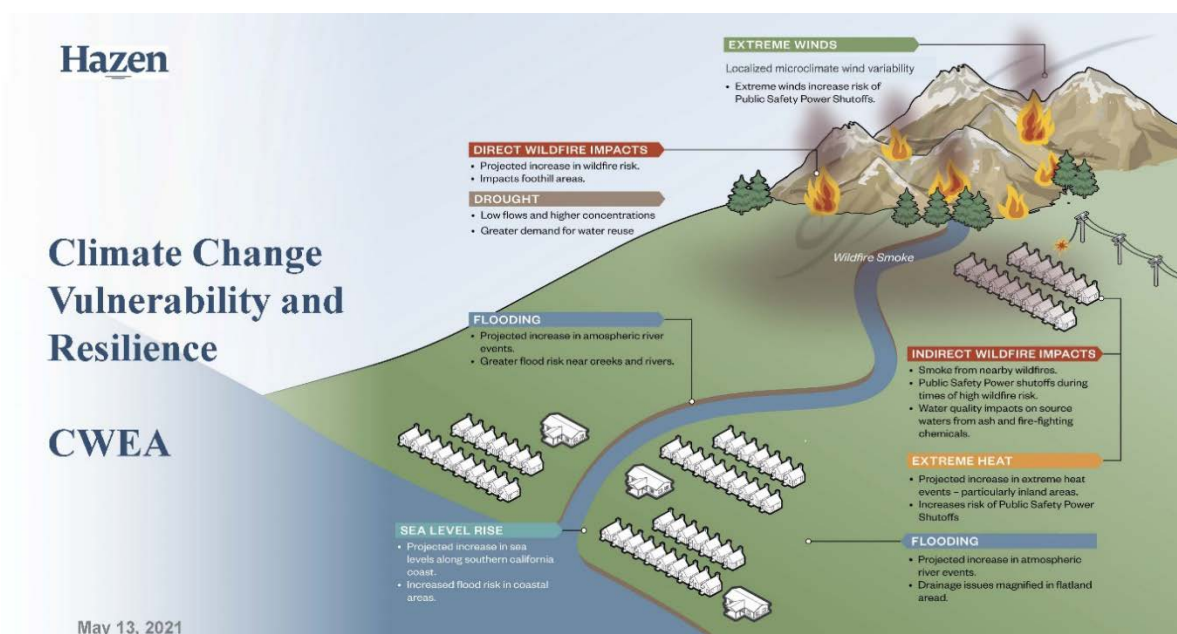 Hazen
Climate Change
Vulnerability and
Resilience
CWEA
May 13, 2021
EXTREME WINDS
Localized microclimate wind variability
• Extreme winds increase risk of
Public Safety Power Shutoffs.
DIRECT WILDFIRE IMPACTS
• Projected increase in wildfire risk.
• Impacts foothill areas.
DROUGHT
• Low flows and higher concentrations
• Greater demand for water reuse
Wildfire Smoke
FLOODING
• Projected increase in amospheric river
events.
• Greater flood risk near creeks and rivers.
INDIRECT WILDFIRE IMPACTS
• Smoke from nearby wildfires.
• Public Safety Power shutoffs during
times of high wildfire risk.
• Water quality impacts on source
waters from ash and fire-fighting
chemicals.
EXTREME HEAT
• Projected increase in extreme heat
events – particularly inland areas.
• Increases risk of Public Safety Power
Shutoffs
SEA LEVEL RISE
• Projected increase in sea
levels along southern california
coast.
• Increased flood risk in coastal
areas.
FLOODING
• Projected increase in atmospheric
river events.
• Drainage issues magnified in flatland
aread.